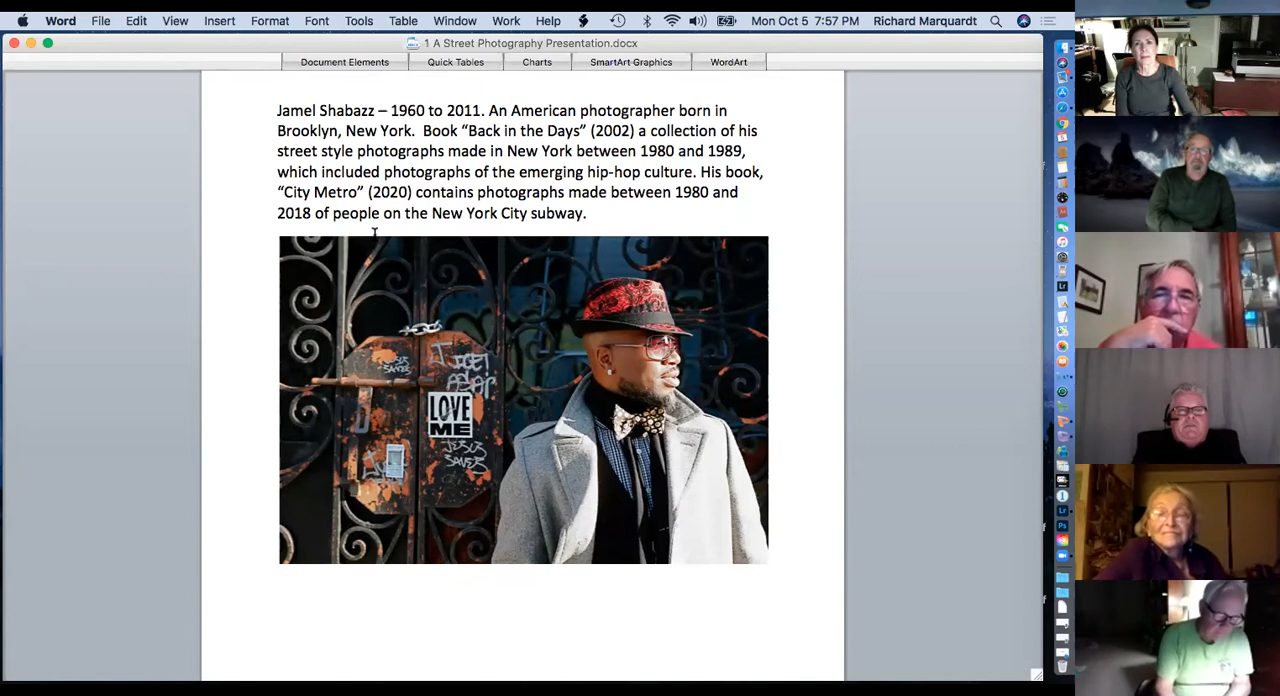 Word File Edit View Insert Format Font Tools Table Window Work Help Mon Oct 5 7:57 PM Richard Marquardt
1 A Street Photography Presentation.docx
Document Elements Quick Tables Charts SmartArt Graphics WordArt
Jamel Shabazz – 1960 to 2011. An American photographer born in
Brooklyn, New York. Book “Back in the Days” (2002) a collection of his
street style photographs made in New York between 1980 and 1989,
which included photographs of the emerging hip-hop culture. His book,
“City Metro” (2020) contains photographs made between 1980 and
2018 of people on the New York City subway.
JESUS
SAVES
LOVE
ME
JESUS
SAVES